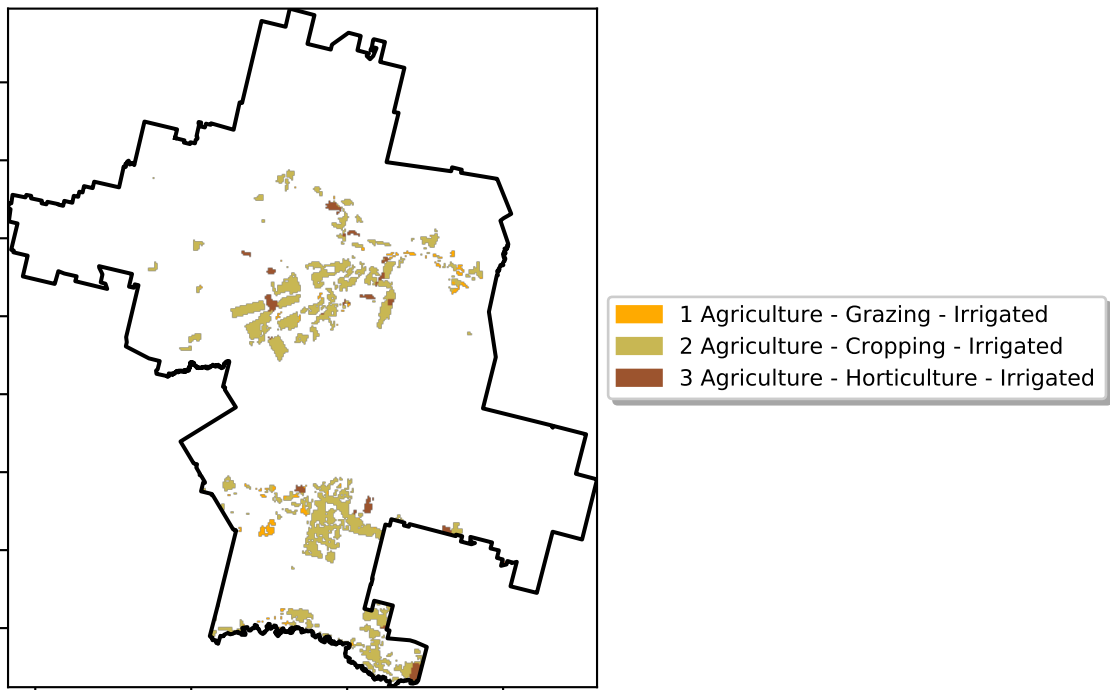 1 Agriculture - Grazing - Irrigated
2 Agriculture - Cropping - Irrigated
3 Agriculture - Horticulture - Irrigated